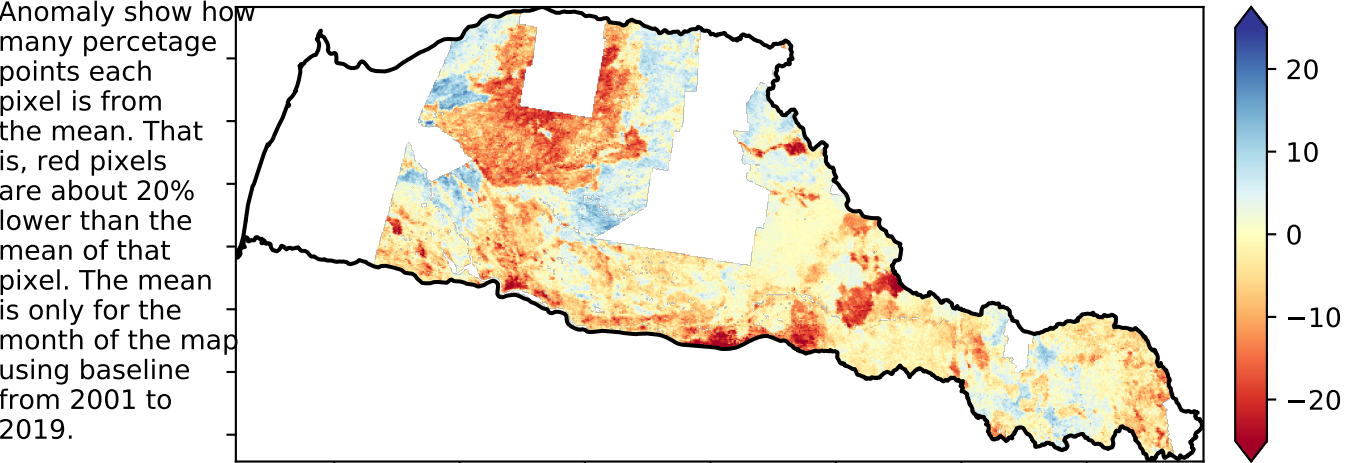 Anomaly show how
many percetage
points each
pixel is from
the mean. That
is, red pixels
are about 20%
lower than the
mean of that
pixel. The mean
is only for the
month of the map
using baseline
from 2001 to
2019.
20
10
0
−10
−20